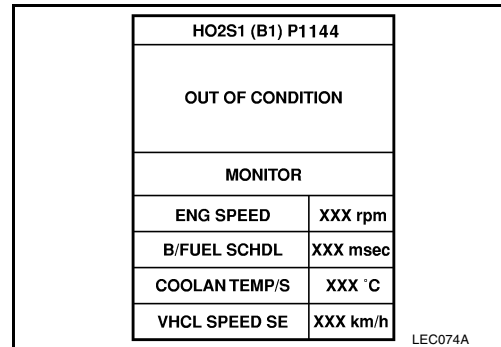 HO2S1 (B1) P1144
OUT OF CONDITION
MONITOR
ENG SPEED XXX rpm
B/FUEL SCHDL XXX msec
COOLAN TEMP/S XXX °C
VHCL SPEED SE XXX km/h
LEC074A